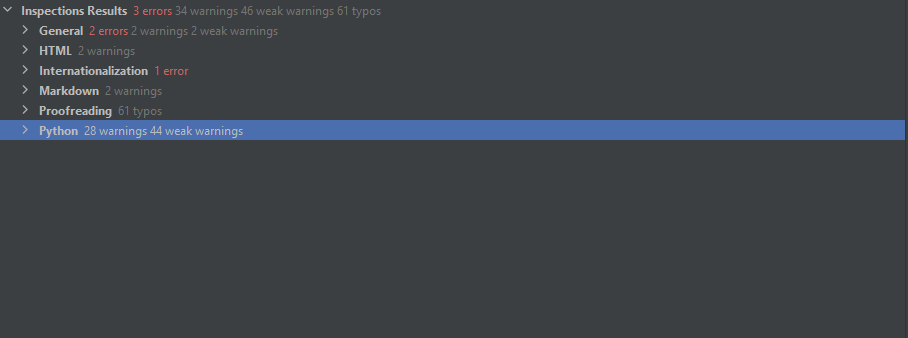 Inspections Results 3 errors 34 warnings 46 weak warnings 61 typos
General 2 errors 2 warnings 2 weak warnings
HTML 2 warnings
Internationalization 1 error
Markdown 2 warnings
Proofreading 61 typos
Python 28 warnings 44 weak warnings